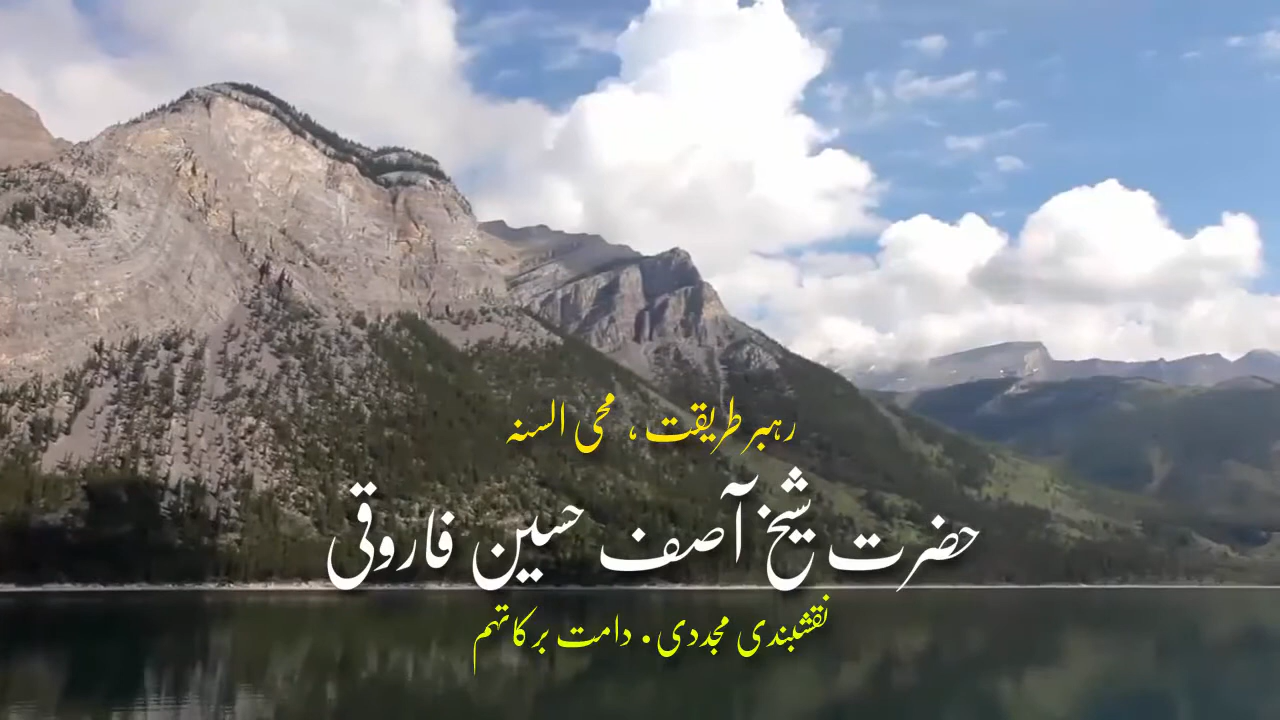 رہبر طریقت، محی السنہ
حضرت شیخ آصف حسین فاروقی
نقشبندی مجددی. دامت برکاتہم